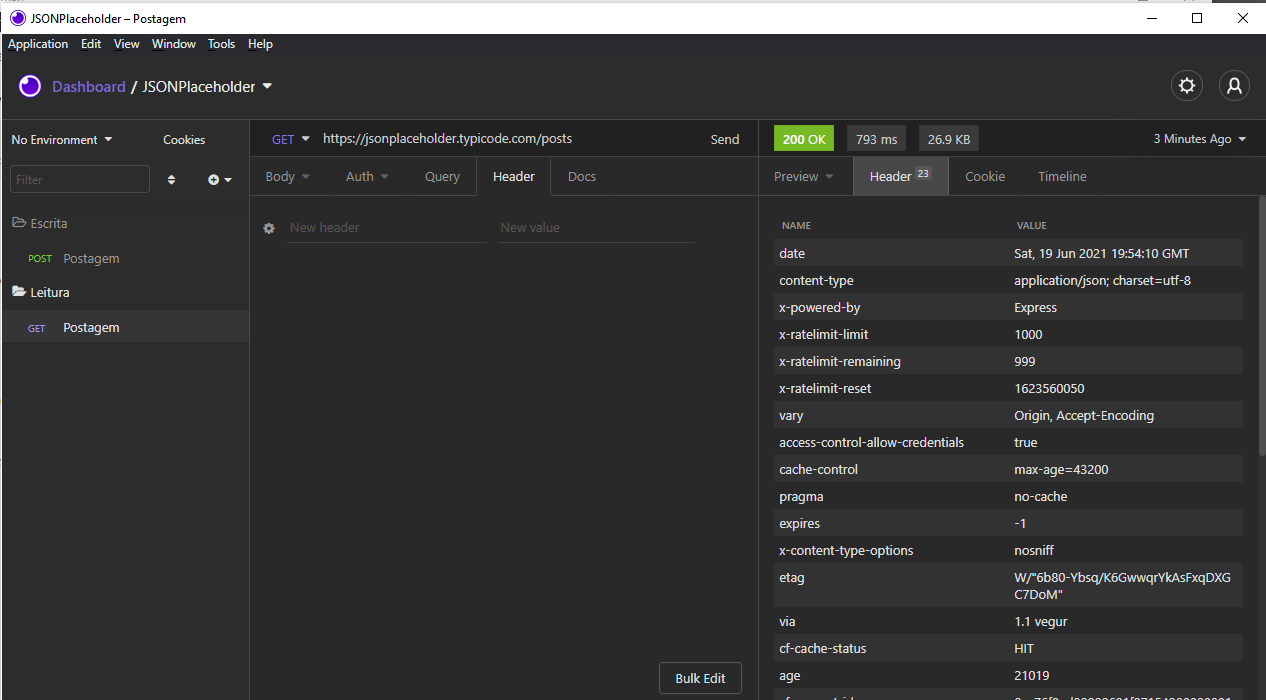 JSONPlaceholder – Postagem
Application Edit View Window Tools Help
Dashboard / JSONPlaceholder
No Environment Cookies
Filter
Escrita
POST Postagem
Leitura
GET Postagem
GET https://jsonplaceholder.typicode.com/posts Send
Body Auth Query Header Docs
New header New value
Bulk Edit
200 OK 793 ms 26.9 KB 3 Minutes Ago
Preview Header 23 Cookie Timeline
NAME VALUE
date Sat, 19 Jun 2021 19:54:10 GMT
content-type application/json; charset=utf-8
x-powered-by Express
x-ratelimit-limit 1000
x-ratelimit-remaining 999
x-ratelimit-reset 1623560050
vary Origin, Accept-Encoding
access-control-allow-credentials true
cache-control max-age=43200
pragma no-cache
expires -1
x-content-type-options nosniff
etag W/"6b80-Ybsq/K6GwwqrYkAsFxqDXG
C7DoM"
via 1.1 vegur
cf-cache-status HIT
age 21019